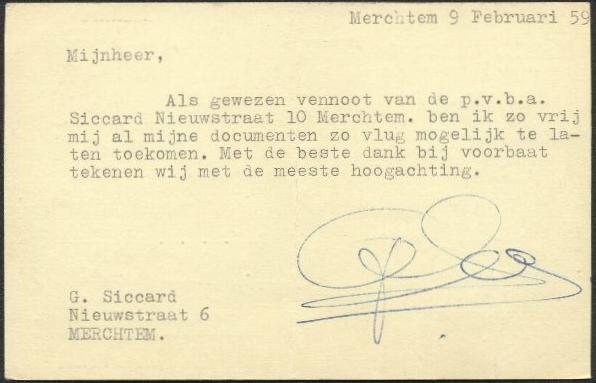 Merchtem 9 Februari 59
Mijnheer,
Als gewezen vennoot van de p.v.b.a.
Siccard Nieuwstraat 10 Merchtem. ben ik zo vrij
mij al mijne documenten zo vlug mogelijk te la-
ten toekomen. Met de beste dank bij voorbaat
tekenen wij met de meeste hoogachting.
G. Siccard
Nieuwstraat 6
MERCHTEM.